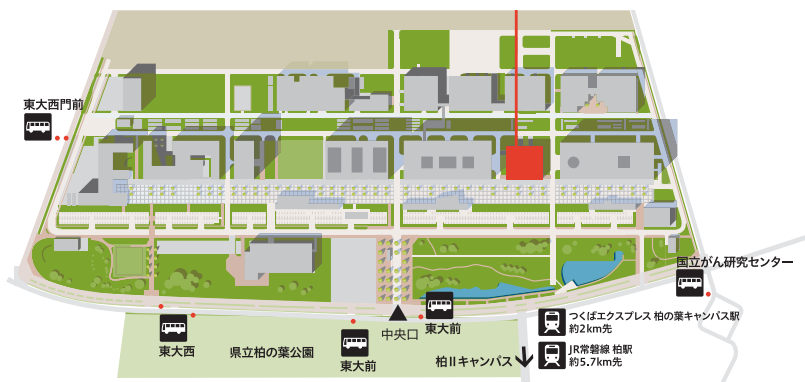 東大西門前
国立がん研究センター
東大西
県立柏の葉公園
東大前
中央口
東大前
つくばエクスプレス 柏の葉キャンパス駅
約2km先
柏Ⅱキャンパス
JR常磐線 柏駅
約5.7km先